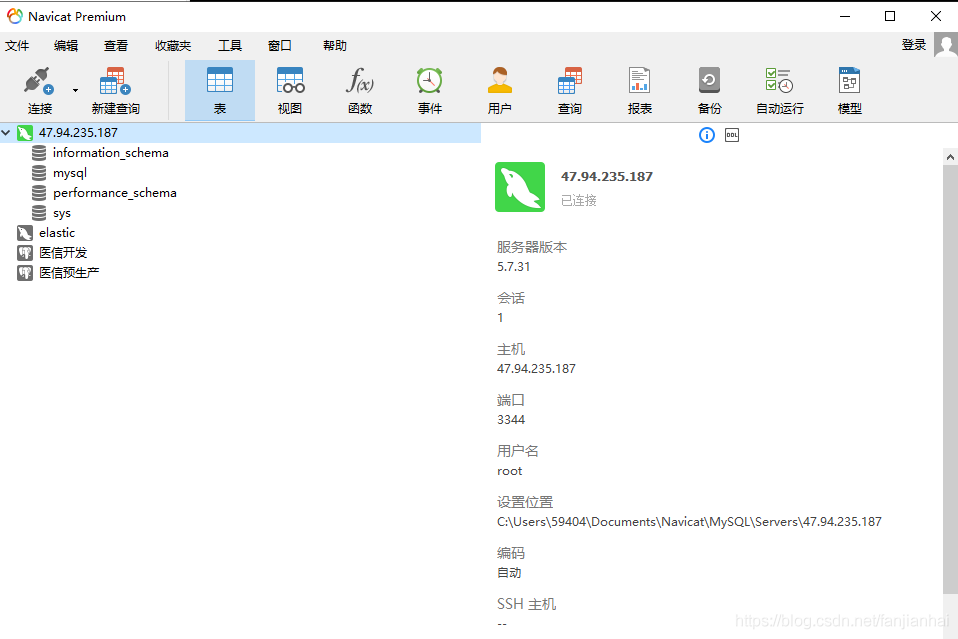 Navicat Premium
文件 编辑 查看 收藏夹 工具 窗口 帮助 登录
连接 新建查询 表 视图 f(x) 函数 事件 用户 查询 报表 备份 自动运行 模型
47.94.235.187
information_schema
mysql
performance_schema
sys
elastic
医信开发
医信预生产
DDL
47.94.235.187
已连接
服务器版本
5.7.31
会话
1
主机
47.94.235.187
端口
3344
用户名
root
设置位置
C:\Users\59404\Documents\Navicat\MySQL\Servers\47.94.235.187
编码
自动
SSH 主机
--
https://blog.csdn.net/fanjianhai